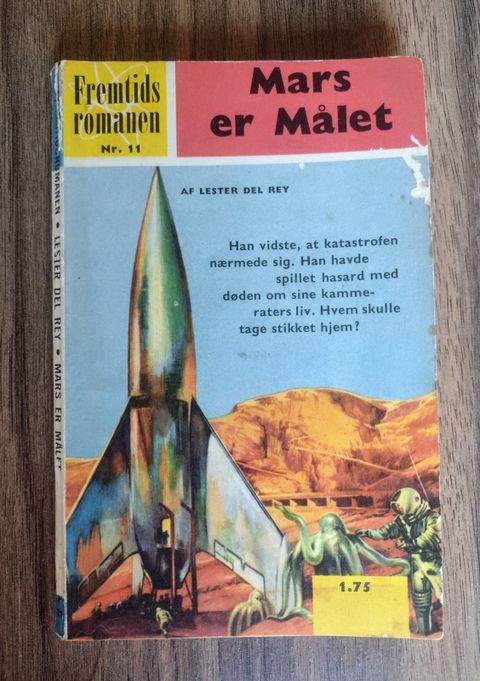 Fremtids
romanen
Nr. 11
Mars
er Målet
AF LESTER DEL REY
Han vidste, at katastrofen
nærmede sig. Han havde
spillet hasard med
døden om sine kamme-
raters liv. Hvem skulle
tage stikket hjem?
1.75
ROMANEN • LESTER DEL REY • MARS ER MÅLET